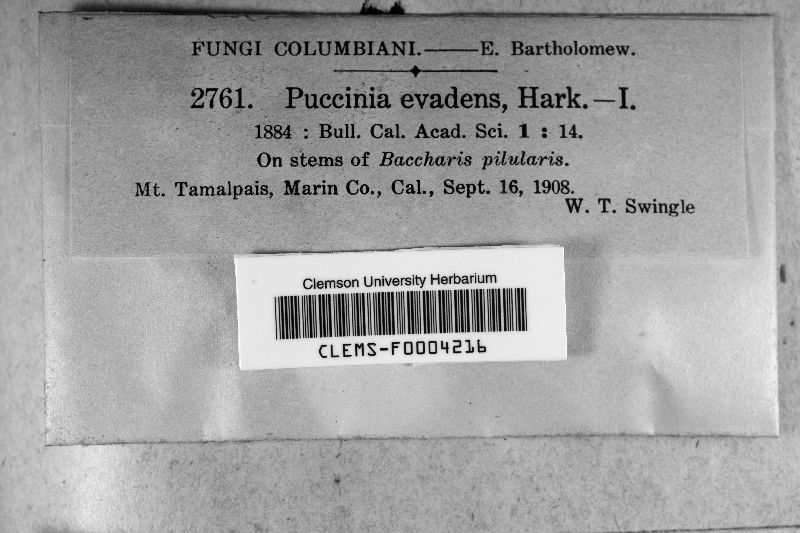 FUNGI COLUMBIANI.——E. Bartholomew.
2761. Puccinia evadens, Hark.—I.
1884 : Bull. Cal. Acad. Sci. 1 : 14.
On stems of Baccharis pilularis.
Mt. Tamalpais, Marin Co., Cal., Sept. 16, 1908.
W. T. Swingle
Clemson University Herbarium
CLEMS-F0004216